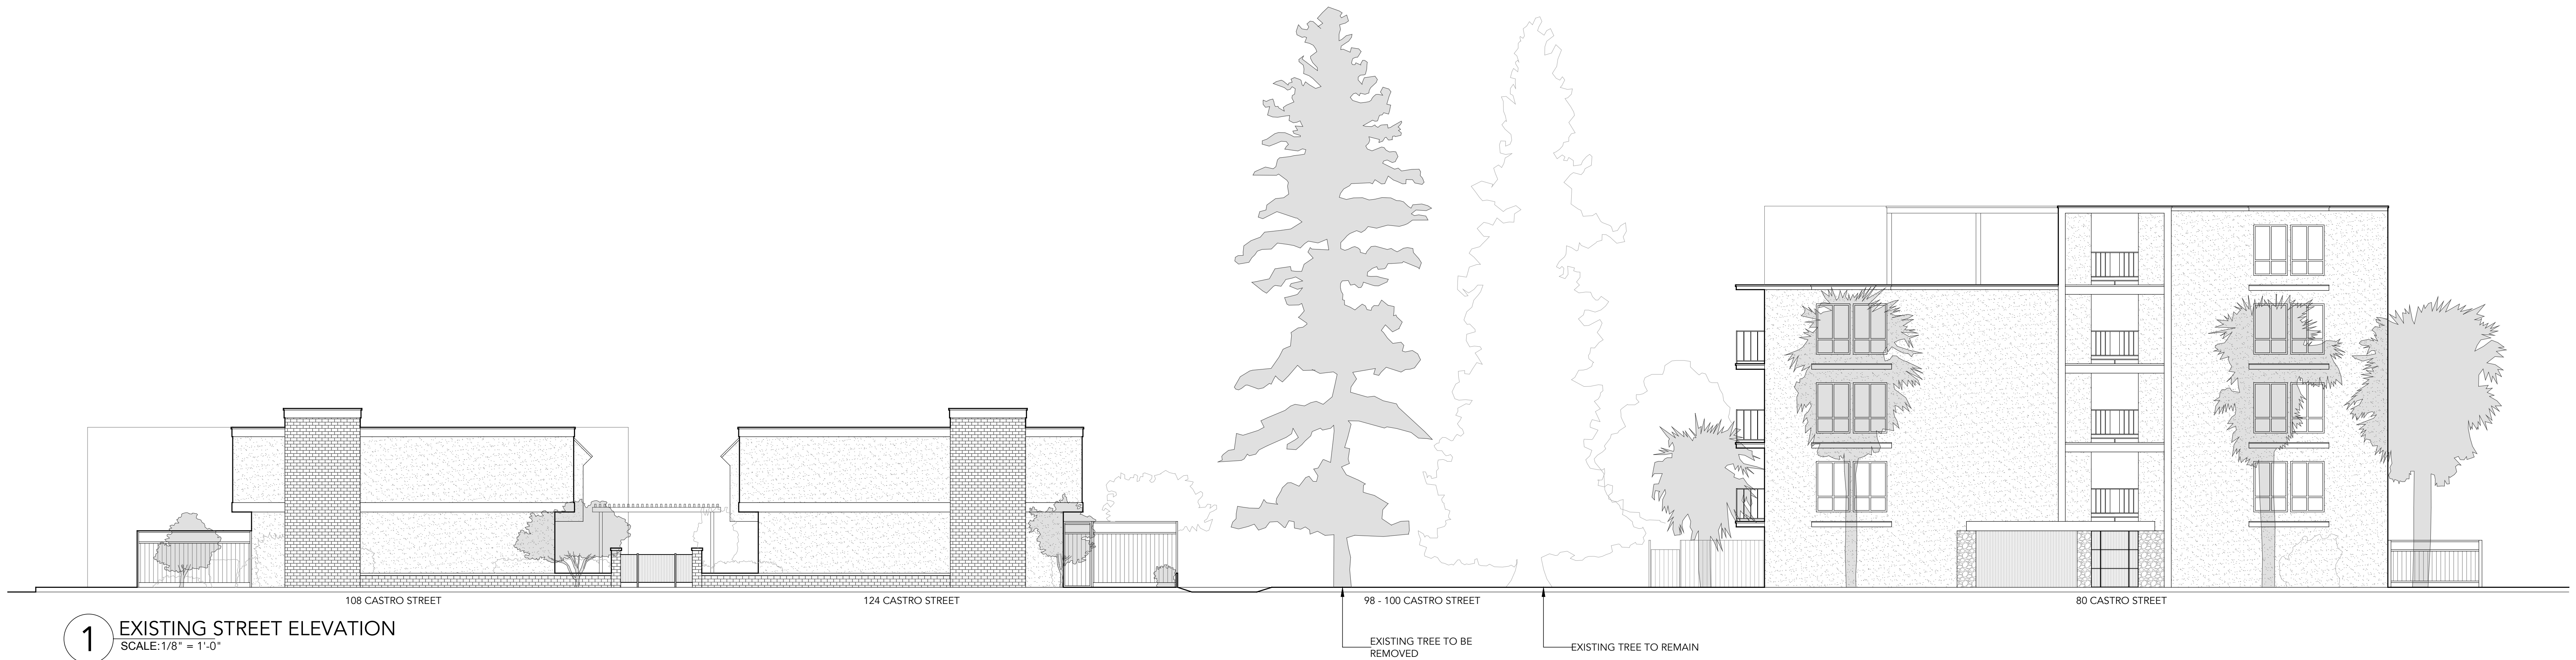 108 CASTRO STREET
124 CASTRO STREET
98 - 100 CASTRO STREET
80 CASTRO STREET
1
EXISTING STREET ELEVATION
SCALE:1/8" = 1'-0"
EXISTING TREE TO BE
REMOVED
EXISTING TREE TO REMAIN